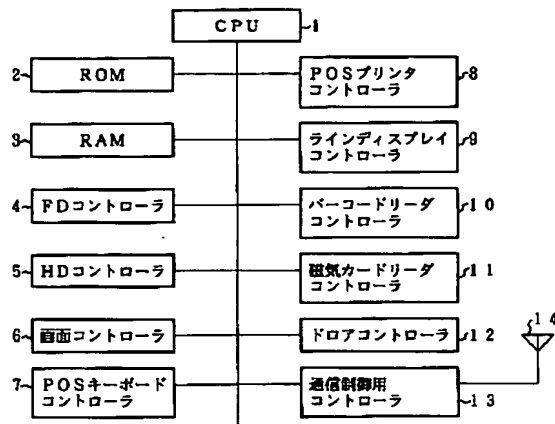 CPU 1
2 ROM
POSプリンタ
コントローラ 8
3 RAM
ラインディスプレイ
コントローラ 9
4 FDコントローラ
バーコードリーダ
コントローラ 10
5 HDコントローラ
磁気カードリーダ
コントローラ 11
6 画面コントローラ
ドロアコントローラ 12
14
7 POSキーボード
コントローラ
通信制御用
コントローラ 13